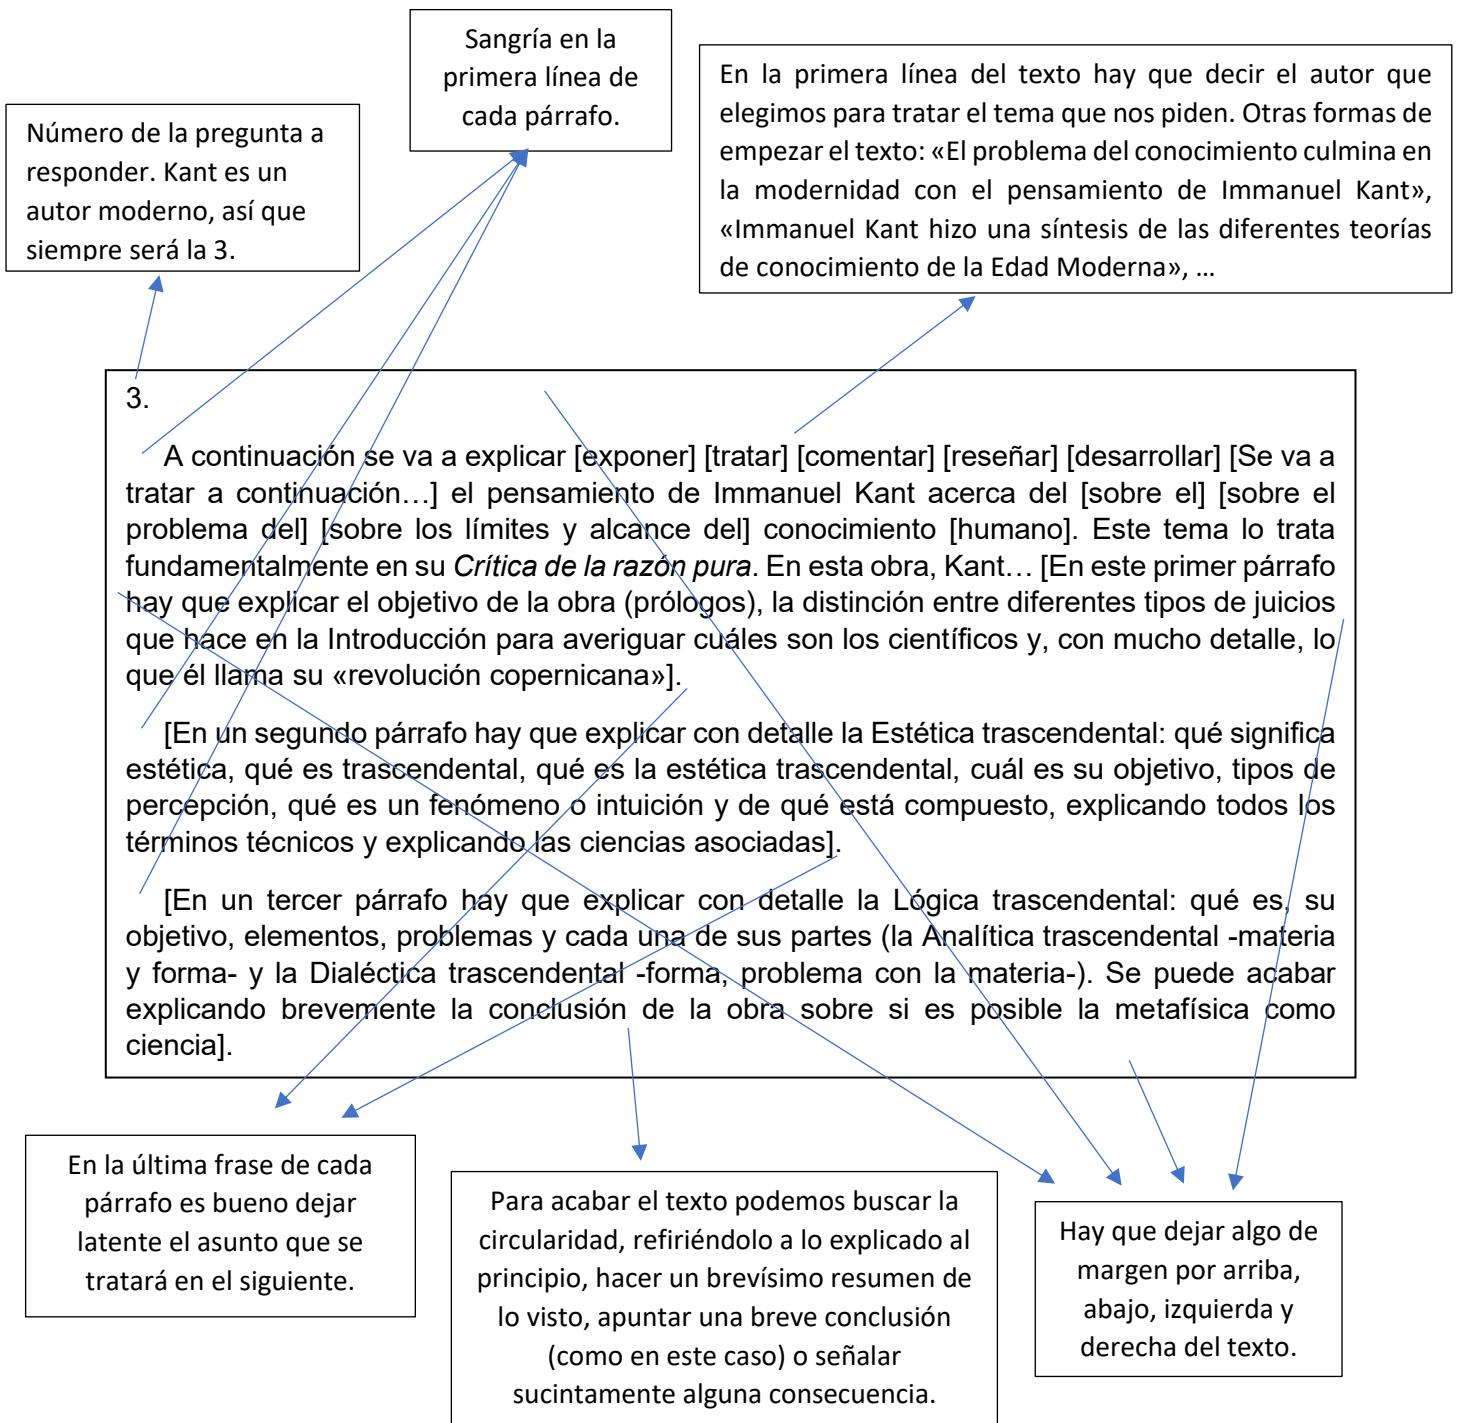 Sangría en la
primera línea de
cada párrafo.
En la primera línea del texto hay que decir el autor que
elegimos para tratar el tema que nos piden. Otras formas de
empezar el texto: «El problema del conocimiento culmina en
la modernidad con el pensamiento de Immanuel Kant»,
«Immanuel Kant hizo una síntesis de las diferentes teorías
de conocimiento de la Edad Moderna», …
Número de la pregunta a
responder. Kant es un
autor moderno, así que
siempre será la 3.
3.
A continuación se va a explicar [exponer] [tratar] [comentar] [reseñar] [desarrollar] [Se va a
tratar a continuación…] el pensamiento de Immanuel Kant acerca del [sobre el] [sobre el
problema del] [sobre los límites y alcance del] conocimiento [humano]. Este tema lo trata
fundamentalmente en su Crítica de la razón pura. En esta obra, Kant… [En este primer párrafo
hay que explicar el objetivo de la obra (prólogos), la distinción entre diferentes tipos de juicios
que hace en la Introducción para averiguar cuáles son los científicos y, con mucho detalle, lo
que él llama su «revolución copernicana»].
[En un segundo párrafo hay que explicar con detalle la Estética trascendental: qué significa
estética, qué es trascendental, qué es la estética trascendental, cuál es su objetivo, tipos de
percepción, qué es un fenómeno o intuición y de qué está compuesto, explicando todos los
términos técnicos y explicando las ciencias asociadas].
[En un tercer párrafo hay que explicar con detalle la Lógica trascendental: qué es, su
objetivo, elementos, problemas y cada una de sus partes (la Analítica trascendental -materia
y forma- y la Dialéctica trascendental -forma, problema con la materia-). Se puede acabar
explicando brevemente la conclusión de la obra sobre si es posible la metafísica como
ciencia].
En la última frase de cada
párrafo es bueno dejar
latente el asunto que se
tratará en el siguiente.
Para acabar el texto podemos buscar la
circularidad, refiriéndolo a lo explicado al
principio, hacer un brevísimo resumen de
lo visto, apuntar una breve conclusión
(como en este caso) o señalar
sucintamente alguna consecuencia.
Hay que dejar algo de
margen por arriba,
abajo, izquierda y
derecha del texto.